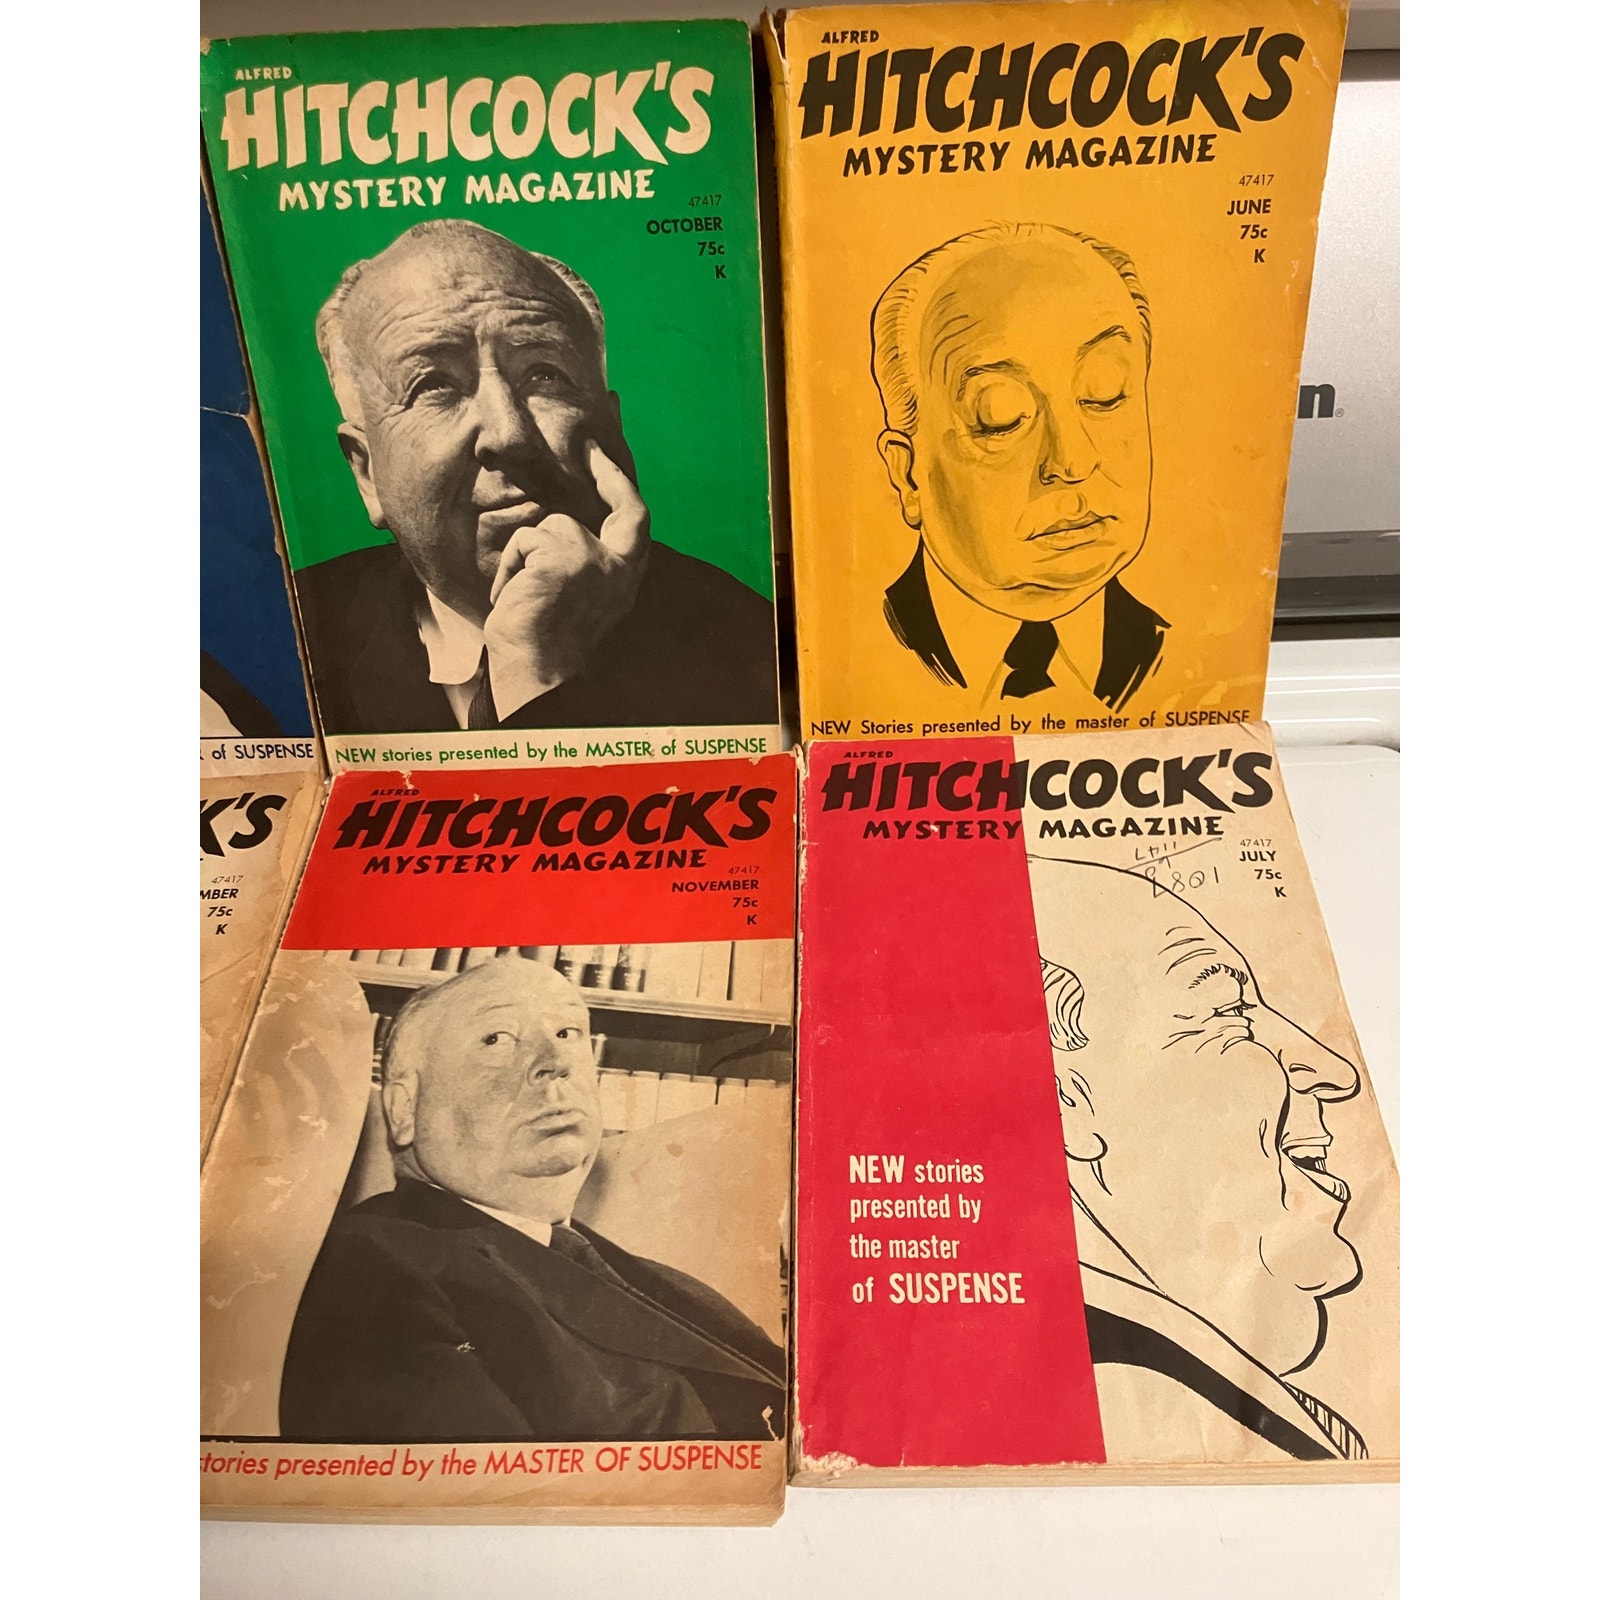 ALFRED
HITCHCOCK'S
MYSTERY MAGAZINE
47417
OCTOBER
75c
K
NEW stories presented by the MASTER of SUSPENSE
ALFRED
HITCHCOCK'S
MYSTERY MAGAZINE
47417
JUNE
75c
K
NEW Stories presented by the master of SUSPENSE
n
of SUSPENSE
K'S
47417
MBER
75c
K
ALFRED
HITCHCOCK'S
MYSTERY MAGAZINE
47417
NOVEMBER
75c
K
tories presented by the MASTER OF SUSPENSE
ALFRED
HITCHCOCK'S
MYSTERY MAGAZINE
47417
JULY
75c
K
NEW stories
presented by
the master
of SUSPENSE